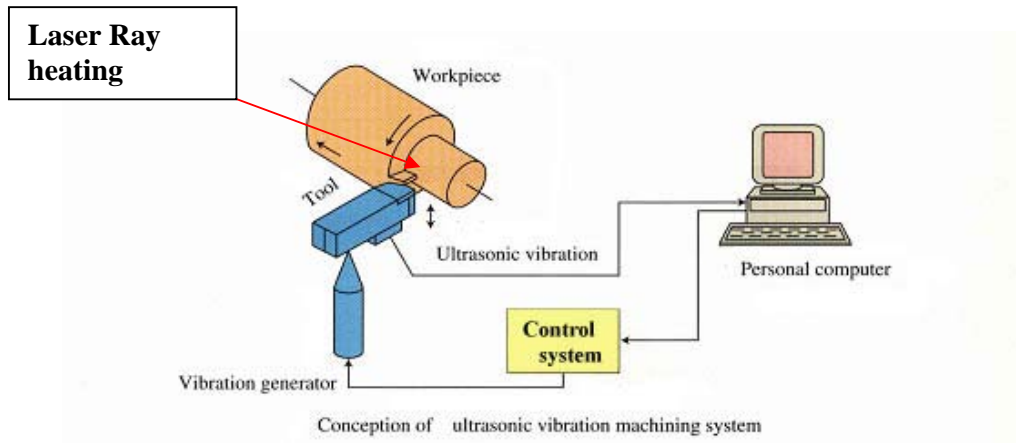 Laser Ray
heating
Workpiece
Tool
Ultrasonic vibration
Personal computer
Control
system
Vibration generator
Conception of ultrasonic vibration machining system